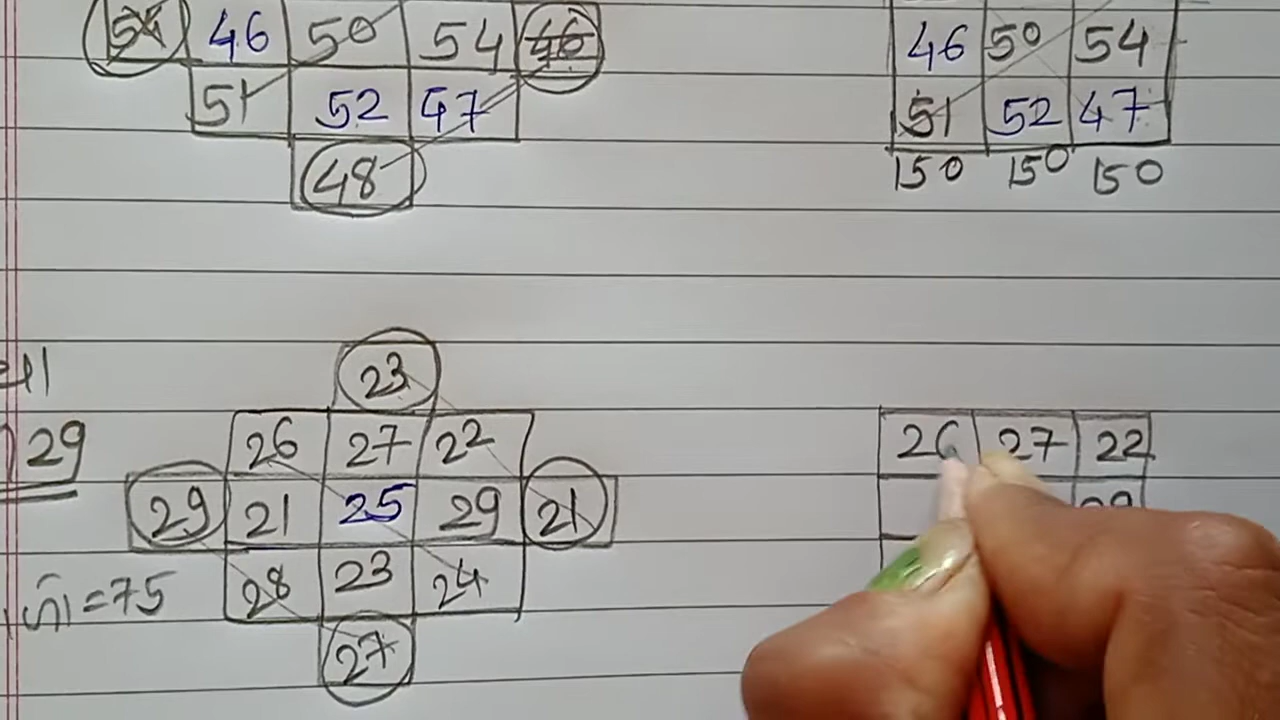 54 46 50 54 46
46 50 54
51 52 47
51 52 47
48
150 150 150
23
26 27 22
26 27 22
29
29 21 25 29 21
28 23 24
=75
27